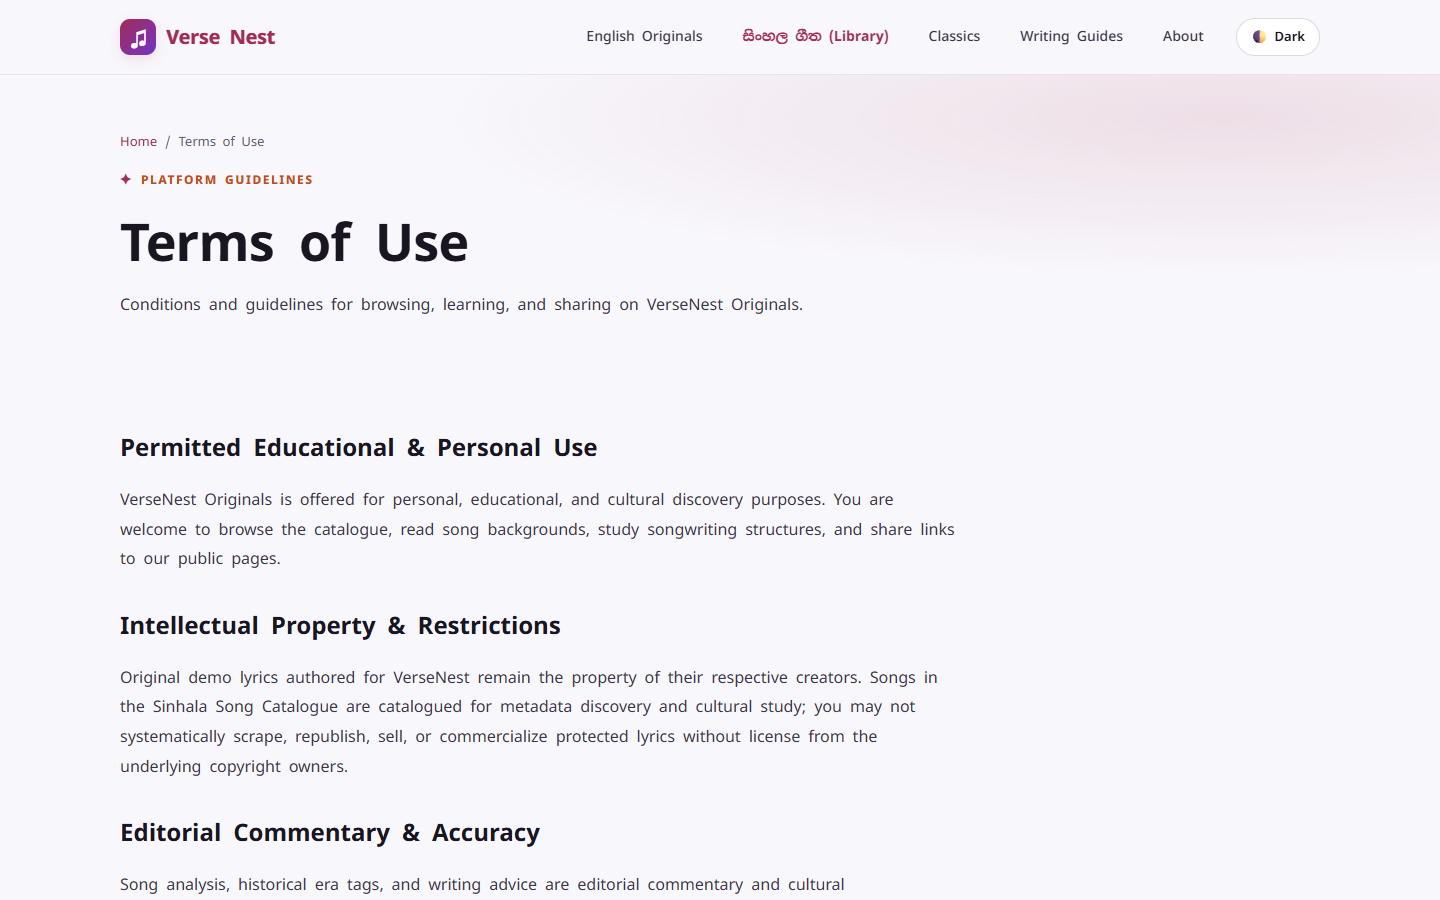 Verse Nest
English Originals
සිංහල ගීත (Library)
Classics
Writing Guides
About
Dark
Home / Terms of Use
✦ PLATFORM GUIDELINES
Terms of Use
Conditions and guidelines for browsing, learning, and sharing on VerseNest Originals.
Permitted Educational & Personal Use
VerseNest Originals is offered for personal, educational, and cultural discovery purposes. You are
welcome to browse the catalogue, read song backgrounds, study songwriting structures, and share links
to our public pages.
Intellectual Property & Restrictions
Original demo lyrics authored for VerseNest remain the property of their respective creators. Songs in
the Sinhala Song Catalogue are catalogued for metadata discovery and cultural study; you may not
systematically scrape, republish, sell, or commercialize protected lyrics without license from the
underlying copyright owners.
Editorial Commentary & Accuracy
Song analysis, historical era tags, and writing advice are editorial commentary and cultural